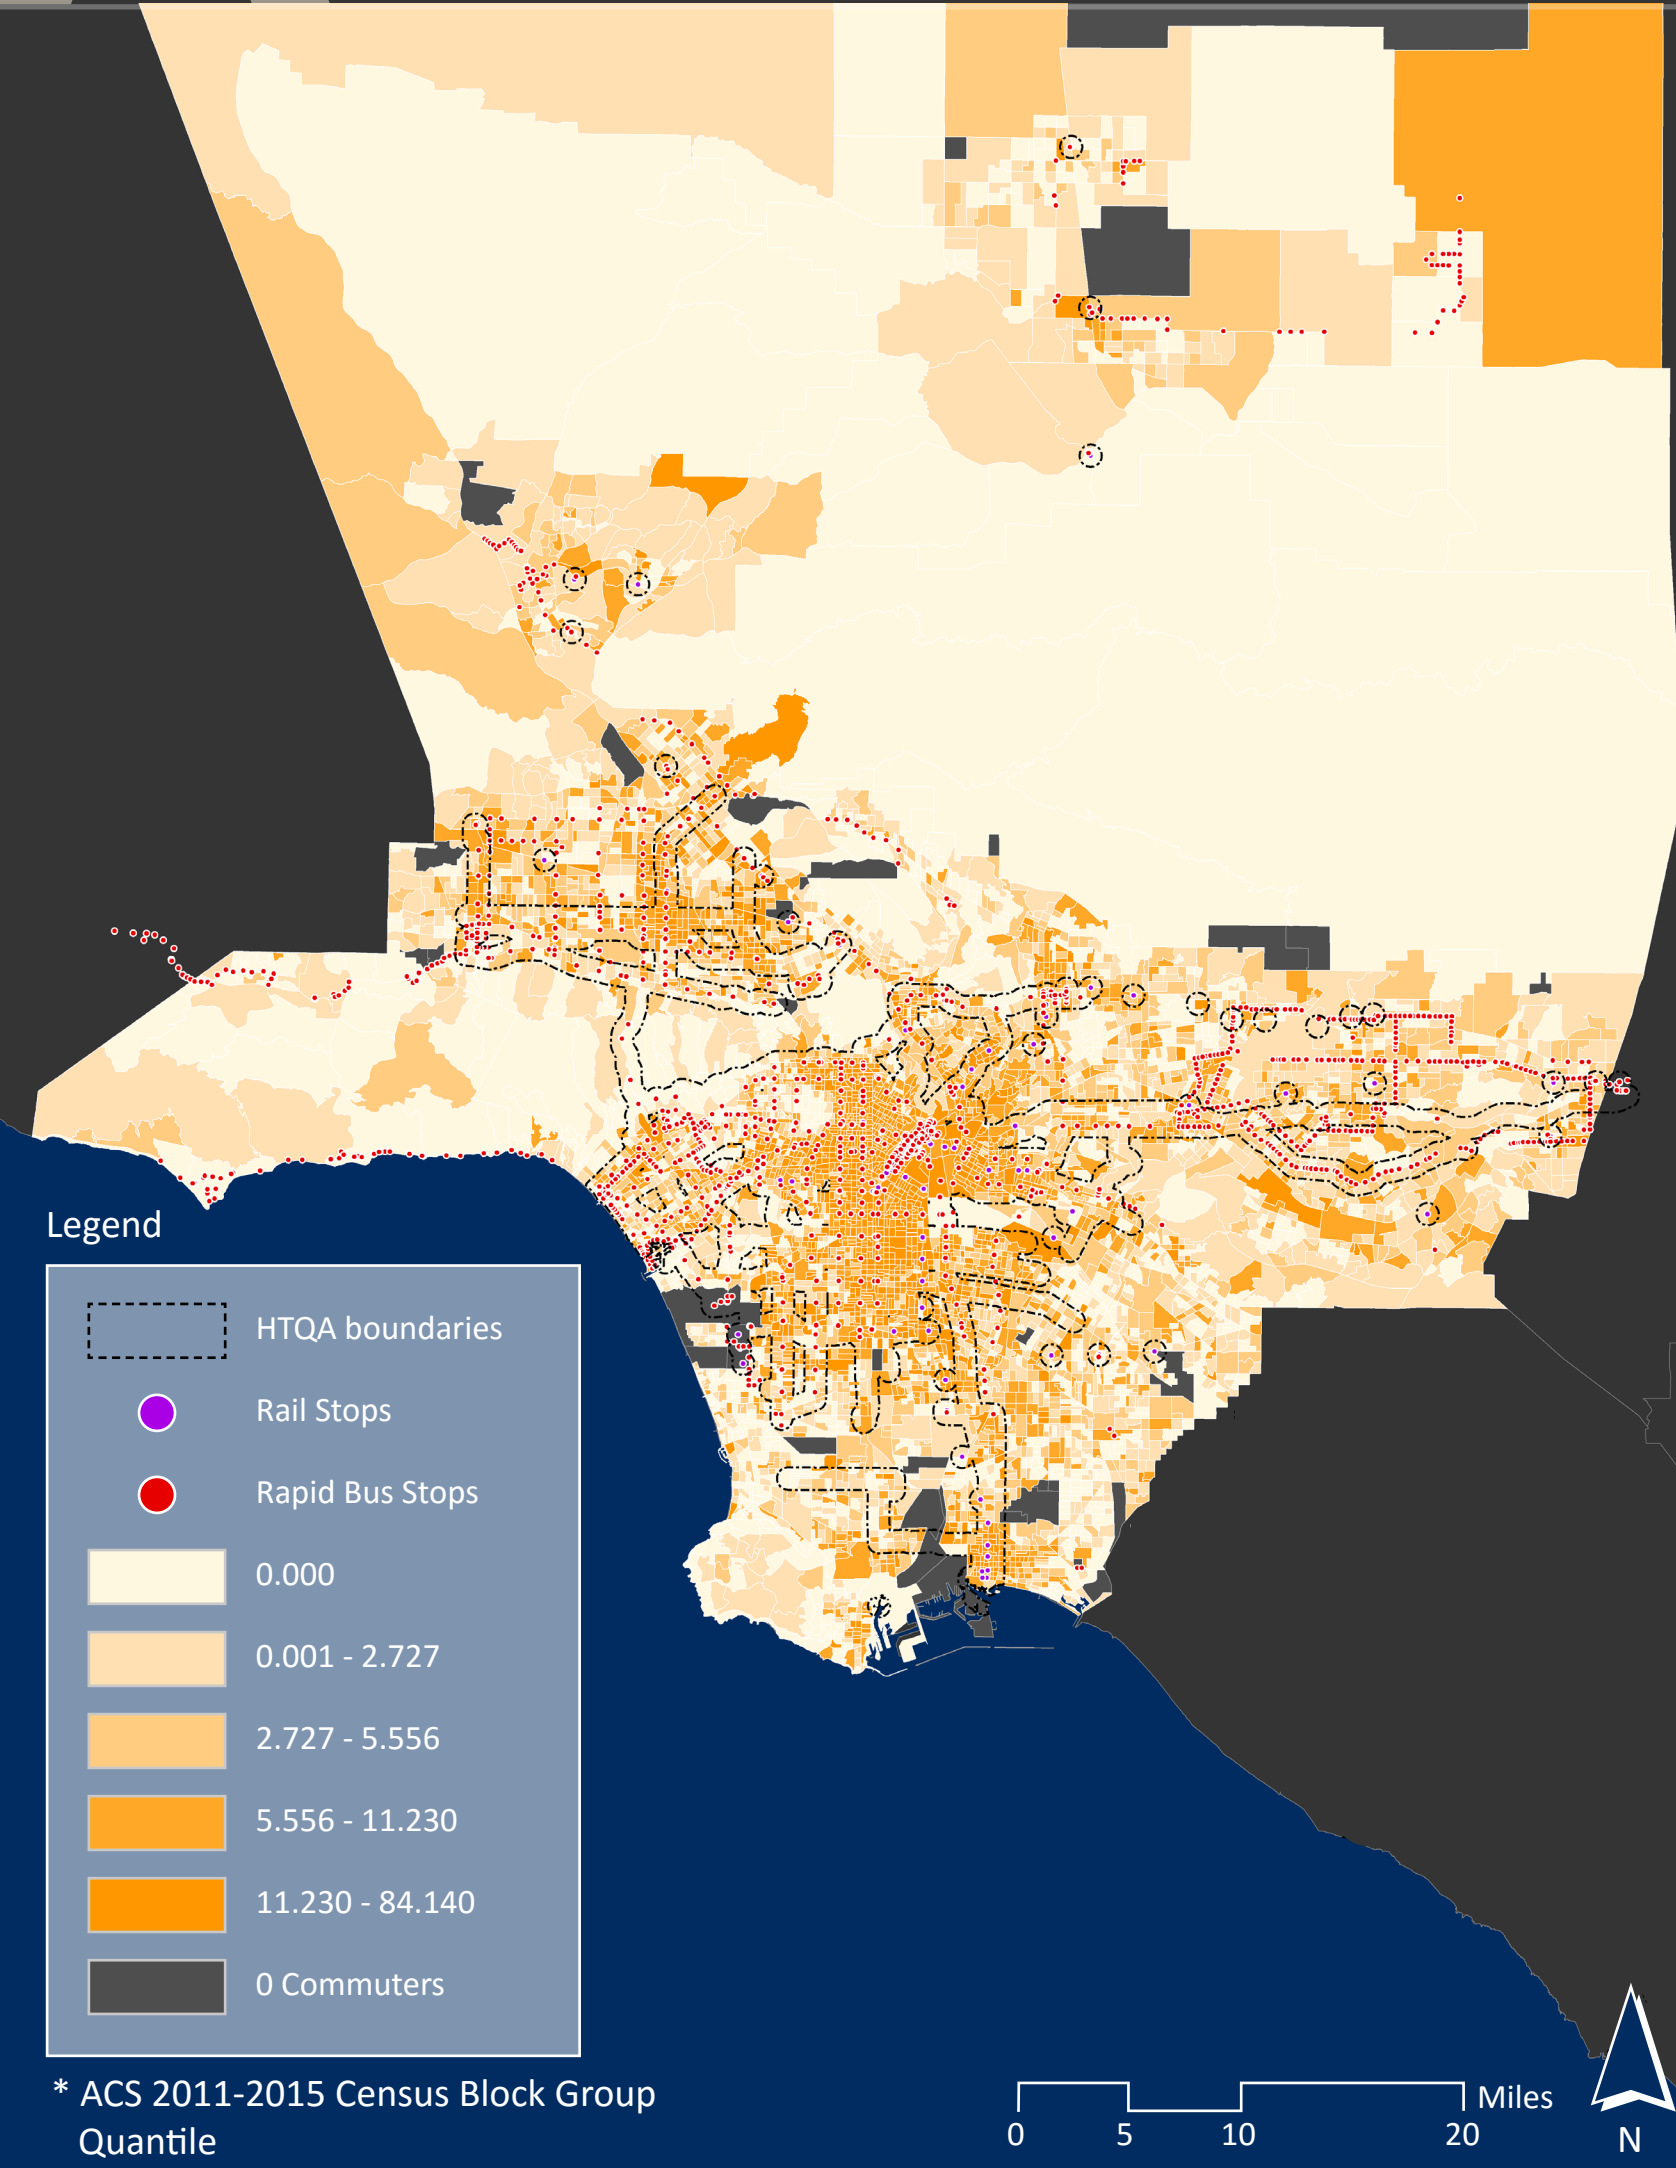 Legend
HTQA boundaries
Rail Stops
Rapid Bus Stops
0.000
0.001 - 2.727
2.727 - 5.556
5.556 - 11.230
11.230 - 84.140
0 Commuters
* ACS 2011-2015 Census Block Group
Quantile
Miles
0 5 10 20
N